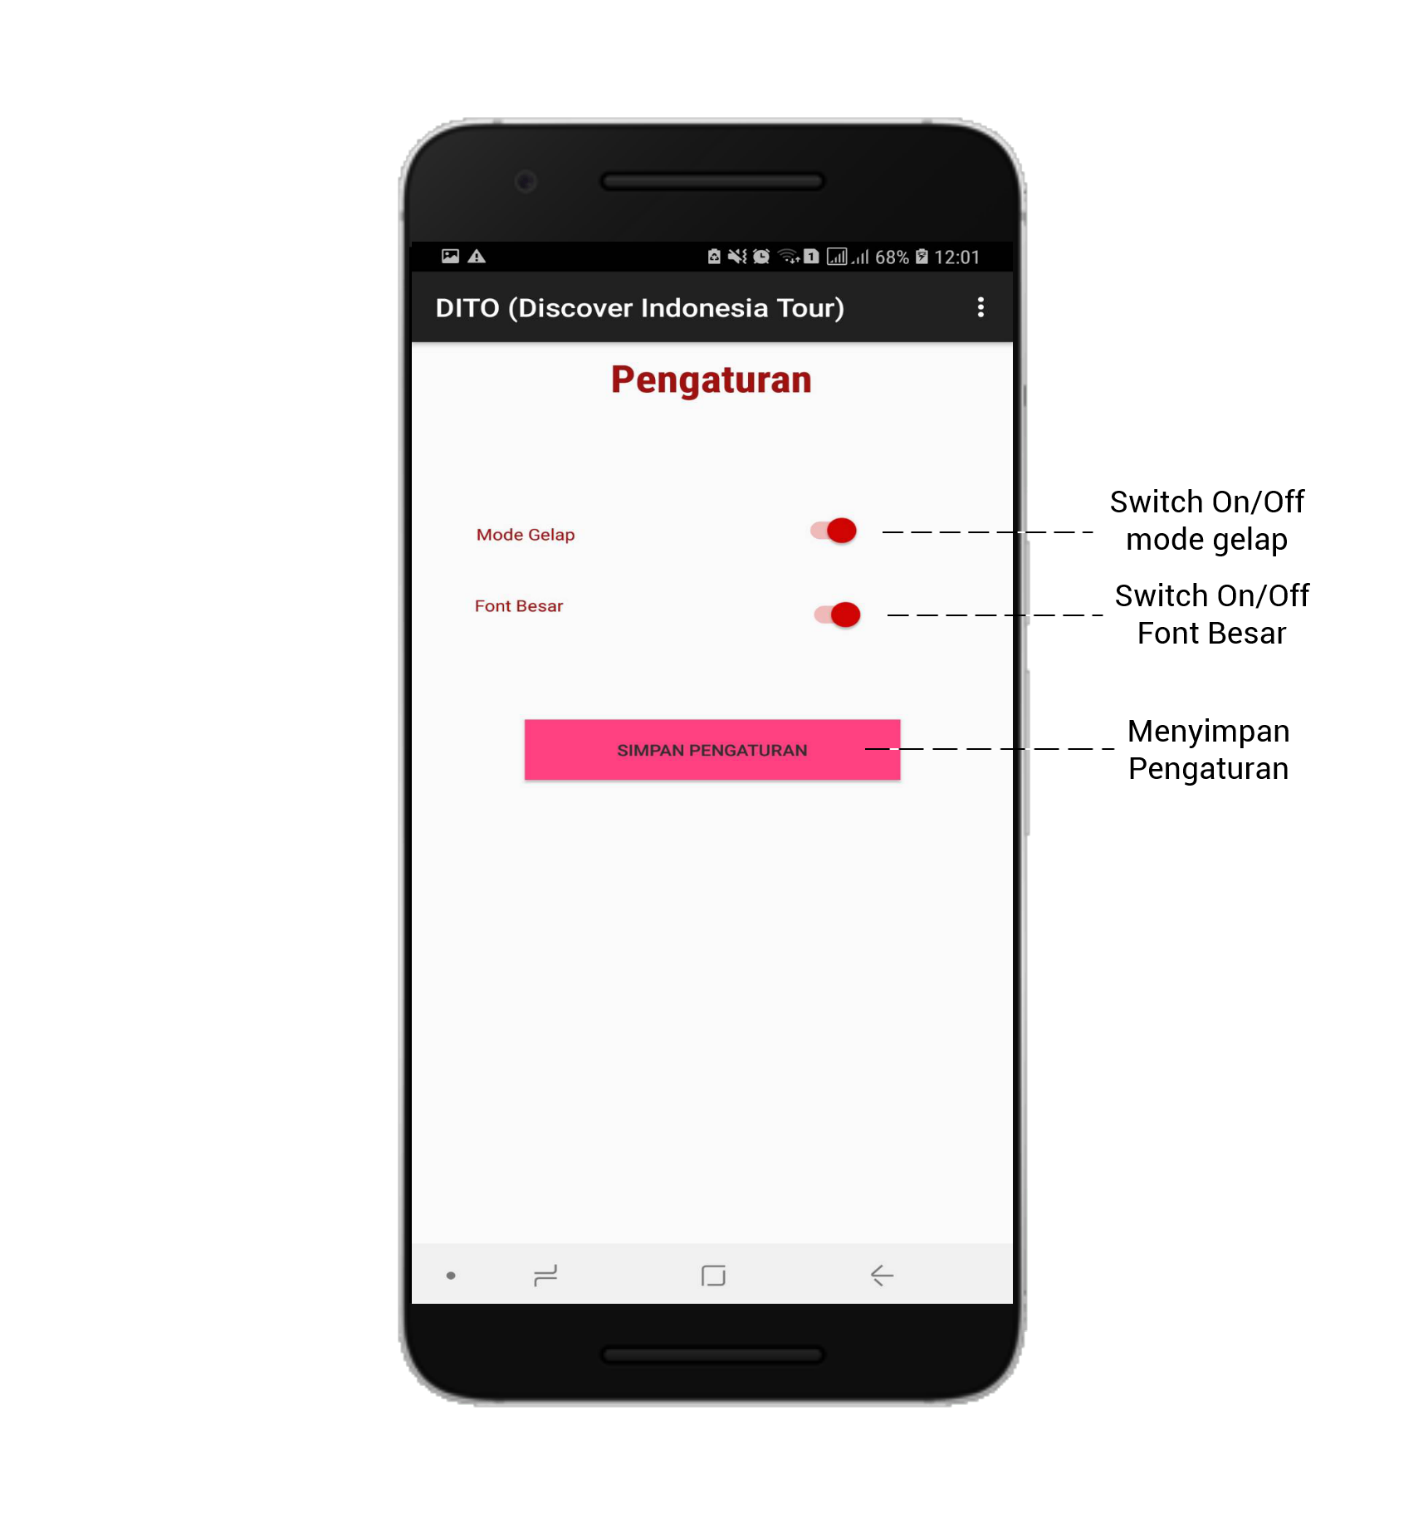 68% 12:01
DITO (Discover Indonesia Tour)
Pengaturan
Mode Gelap
Switch On/Off
mode gelap
Font Besar
Switch On/Off
Font Besar
SIMPAN PENGATURAN
Menyimpan
Pengaturan